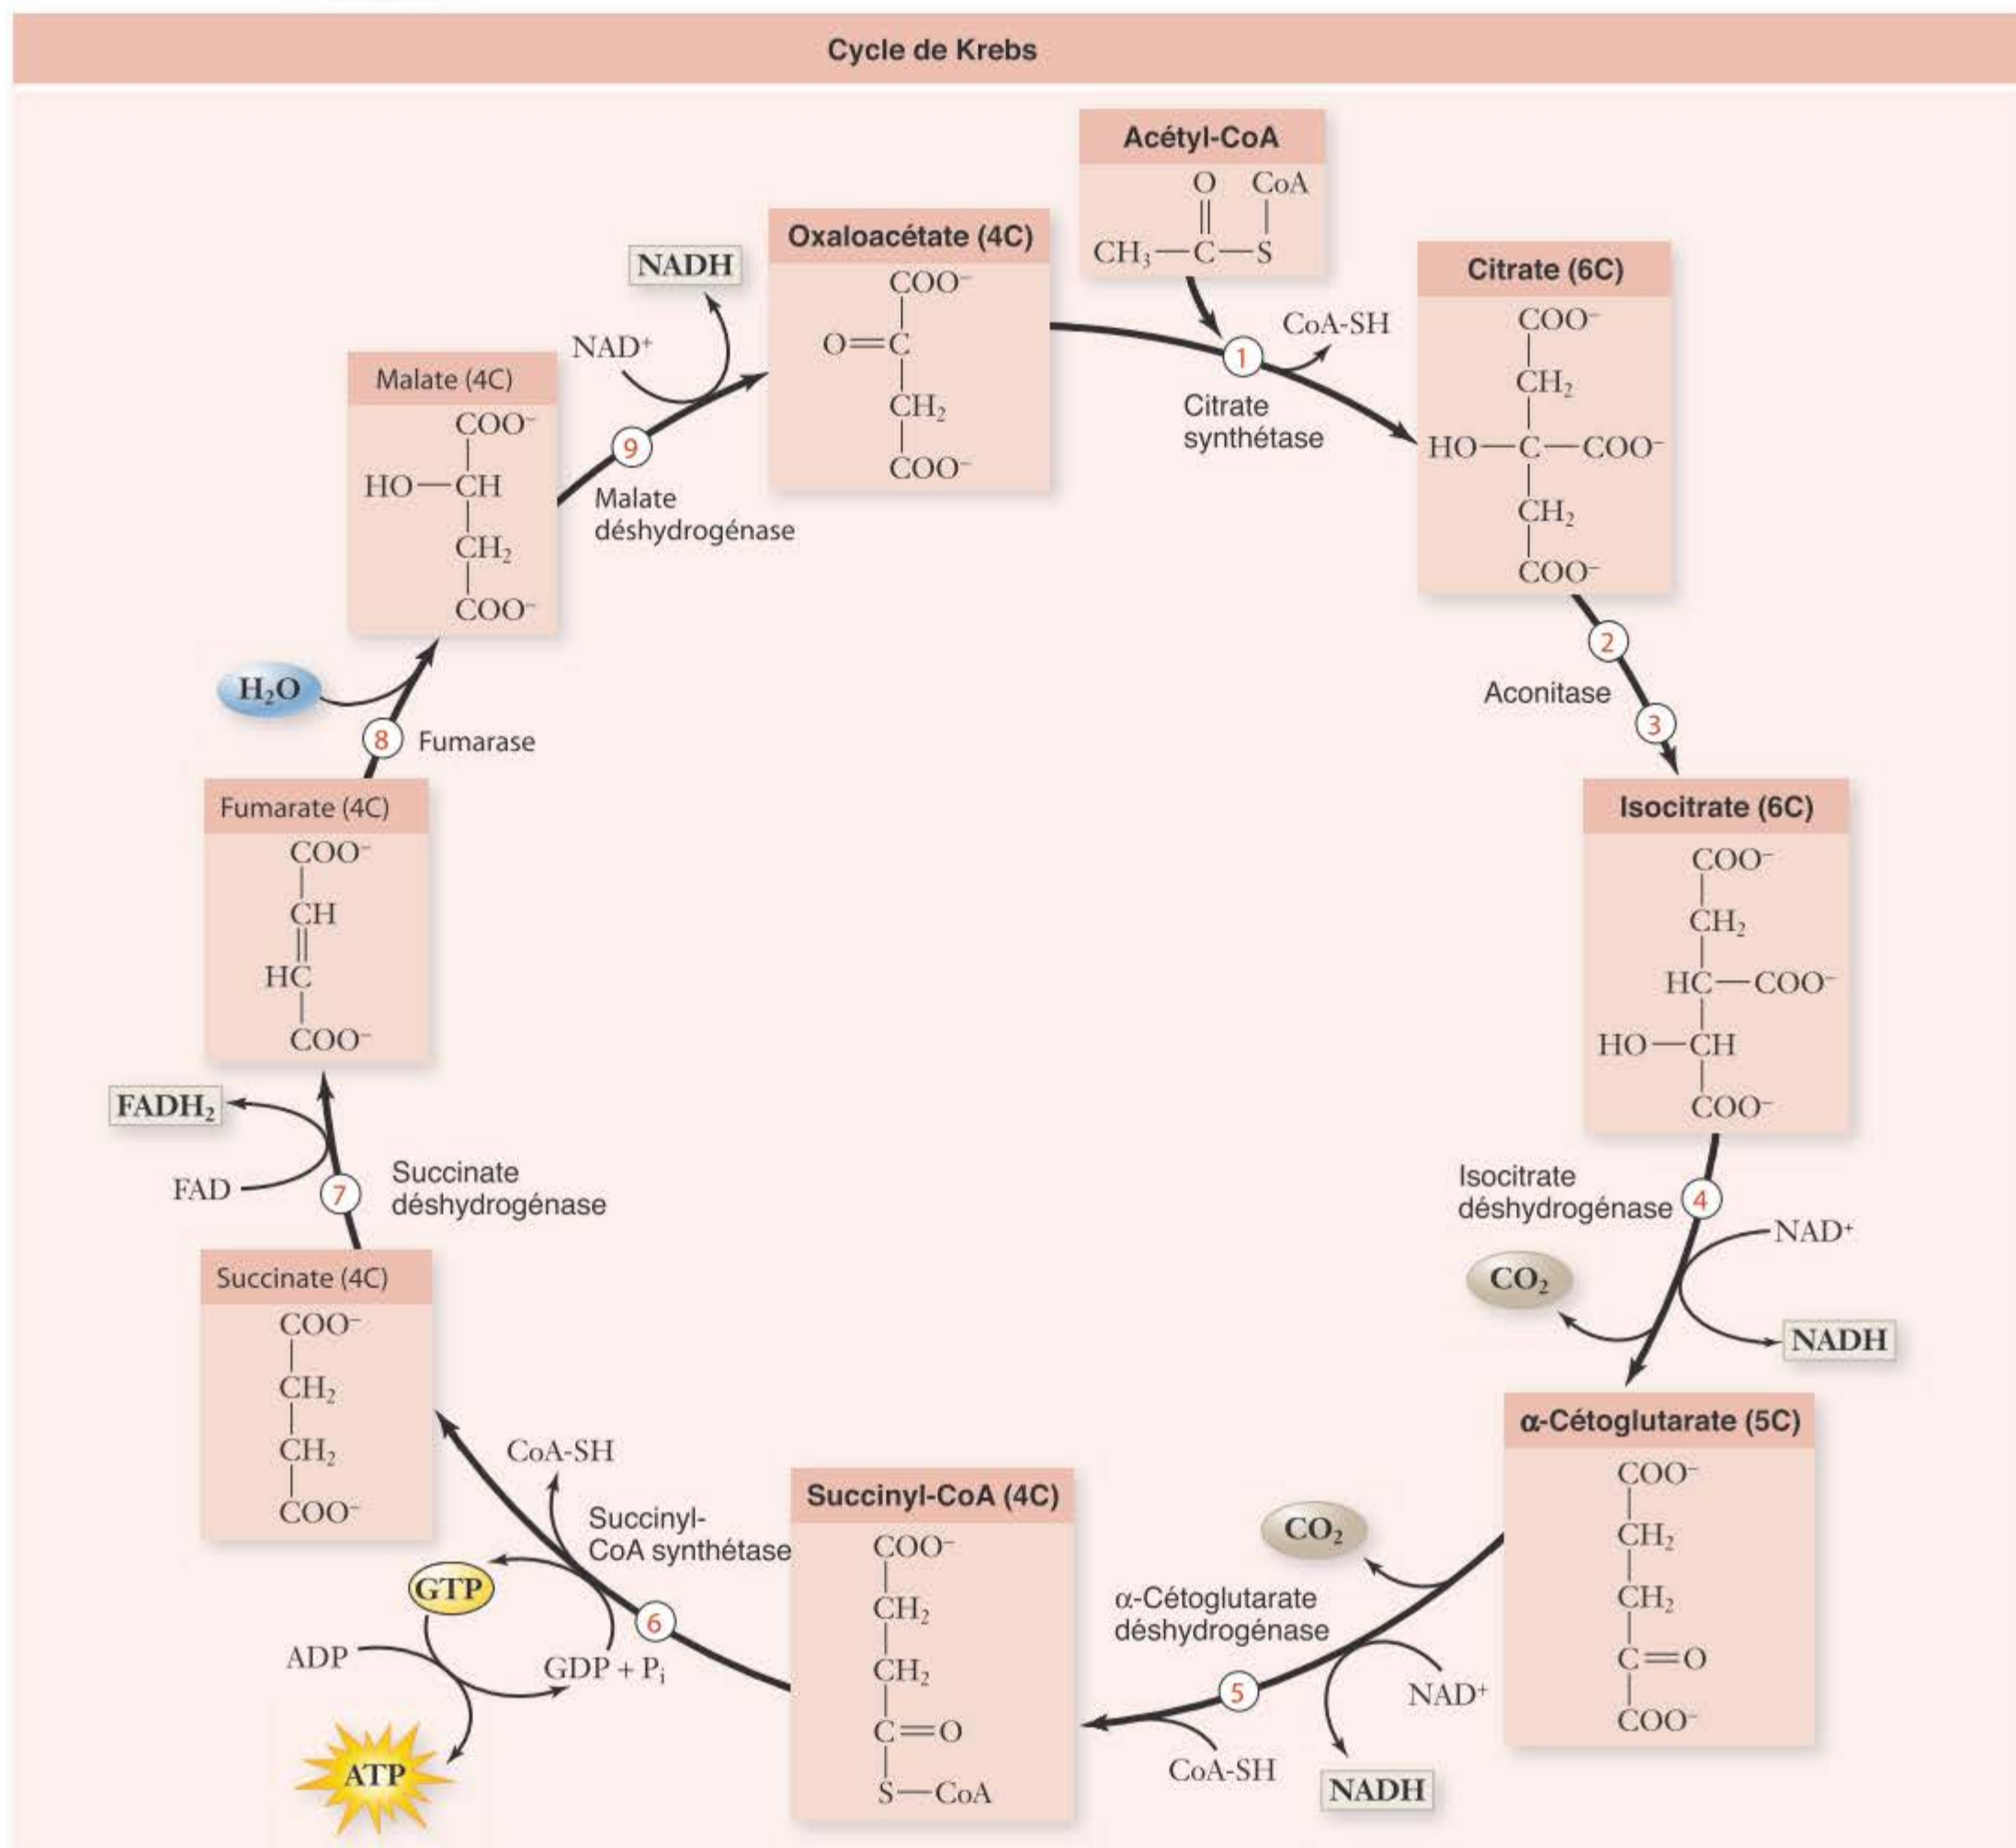 Cycle de Krebs
Acétyl-CoA
O CoA
CH₃—C—S
Oxaloacétate (4C)
COO⁻
O=C
CH₂
COO⁻
CoA-SH
1
Citrate
synthétase
Citrate (6C)
COO⁻
CH₂
HO—C—COO⁻
CH₂
COO⁻
2
Aconitase
3
Isocitrate (6C)
COO⁻
CH₂
HC—COO⁻
HO—CH
COO⁻
Isocitrate
déshydrogénase
4
NAD⁺
CO₂
NADH
α-Cétoglutarate (5C)
COO⁻
CH₂
CH₂
C=O
COO⁻
CO₂
α-Cétoglutarate
déshydrogénase
5
NAD⁺
CoA-SH
NADH
Succinyl-CoA (4C)
COO⁻
CH₂
CH₂
C=O
S—CoA
CoA-SH
Succinyl-
CoA synthétase
6
GTP
GDP + Pᵢ
ADP
ATP
Succinate (4C)
COO⁻
CH₂
CH₂
COO⁻
Succinate
déshydrogénase
7
FAD
FADH₂
Fumarate (4C)
COO⁻
CH
HC
COO⁻
8
Fumarase
H₂O
Malate (4C)
COO⁻
HO—CH
CH₂
COO⁻
9
Malate
déshydrogénase
NAD⁺
NADH